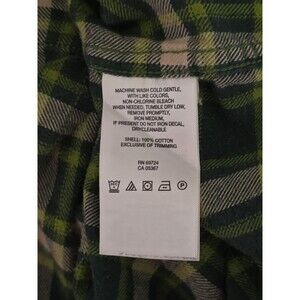 MACHINE WASH COLD GENTLE,
WITH LIKE COLORS,
NON-CHLORINE BLEACH
WHEN NEEDED, TUMBLE DRY LOW,
REMOVE PROMPTLY,
IRON MEDIUM,
IF PRESENT DO NOT IRON DECAL,
DRYCLEANABLE
SHELL: 100% COTTON
EXCLUSIVE OF TRIMMING
RN 69724
CA 05367
P